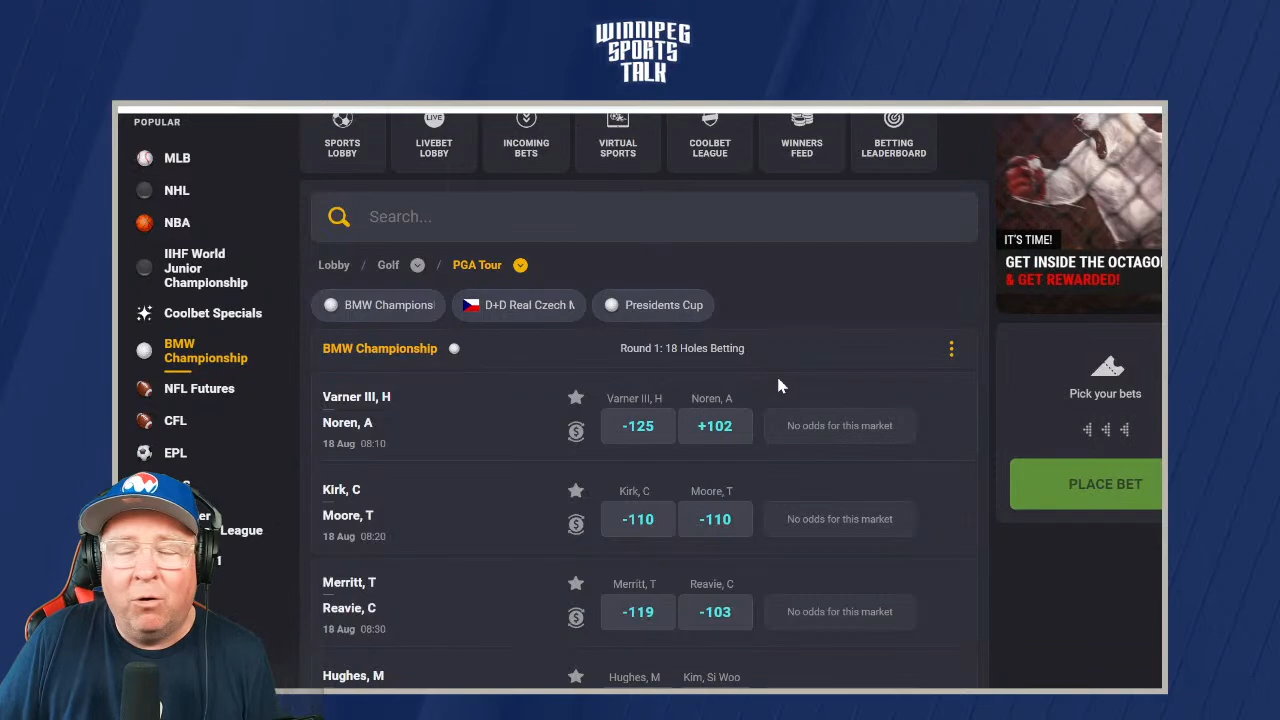 WINNIPEG
SPORTS
TALK
POPULAR
MLB
NHL
NBA
IIHF World
Junior
Championship
Coolbet Specials
BMW
Championship
NFL Futures
CFL
EPL
League
SPORTS
LOBBY
LIVE
LIVEBET
LOBBY
INCOMING
BETS
VIRTUAL
SPORTS
COOLBET
LEAGUE
WINNERS
FEED
BETTING
LEADERBOARD
Search...
Lobby / Golf / PGA Tour
BMW Champions
D+D Real Czech M
Presidents Cup
BMW Championship
Round 1: 18 Holes Betting
Varner III, H
Noren, A
18 Aug 08:10
Varner III, H
-125
Noren, A
+102
No odds for this market
Kirk, C
Moore, T
18 Aug 08:20
Kirk, C
-110
Moore, T
-110
No odds for this market
Merritt, T
Reavie, C
18 Aug 08:30
Merritt, T
-119
Reavie, C
-103
No odds for this market
Hughes, M
Hughes, M
Kim, Si Woo
IT'S TIME!
GET INSIDE THE OCTAGO
& GET REWARDED!
Pick your bets
PLACE BET